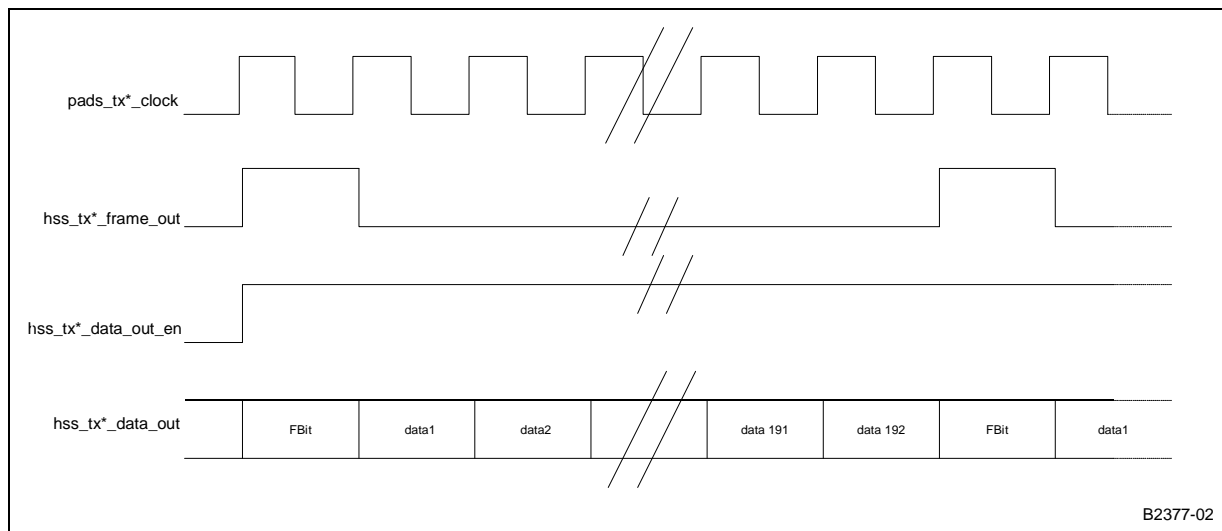 pads_tx*_clock
hss_tx*_frame_out
hss_tx*_data_out_en
hss_tx*_data_out
FBit data1 data2 data 191 data 192 FBit data1
B2377-02